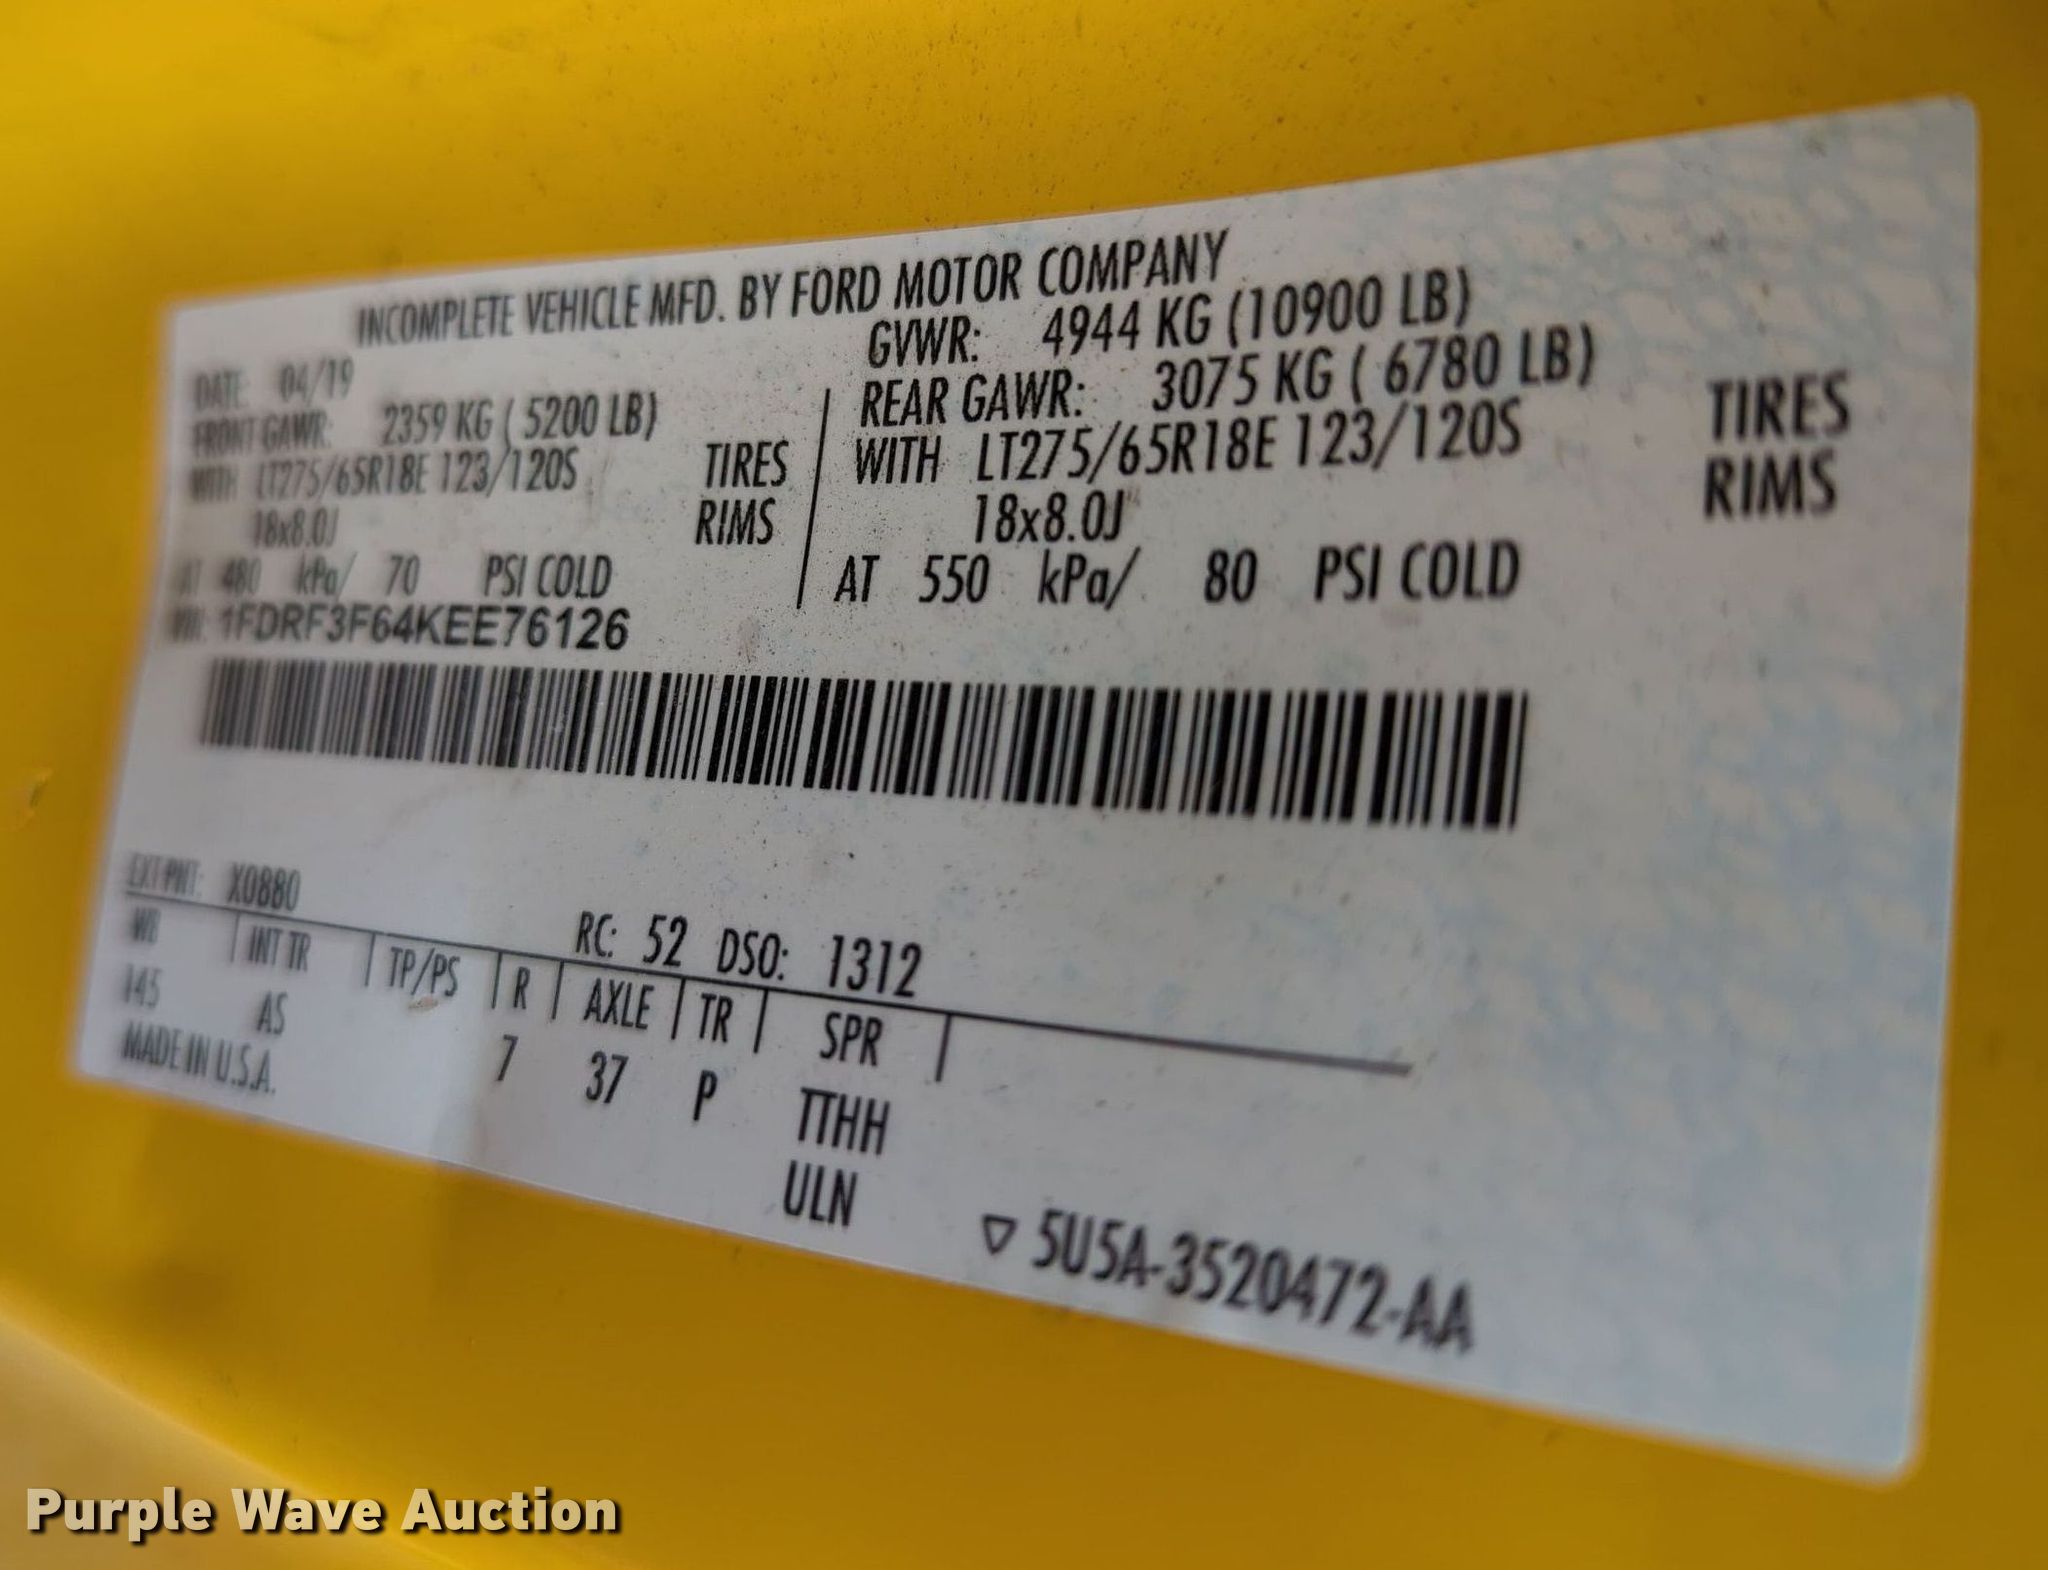 INCOMPLETE VEHICLE MFD. BY FORD MOTOR COMPANY
DATE: 04/19 GVWR: 4944 KG (10900 LB)
FRONT GAWR: 2359 KG ( 5200 LB) REAR GAWR: 3075 KG ( 6780 LB)
WITH LT275/65R18E 123/120S TIRES WITH LT275/65R18E 123/120S TIRES
18x8.0J RIMS 18x8.0J RIMS
AT 480 kPa/ 70 PSI COLD AT 550 kPa/ 80 PSI COLD
VIN: 1FDRF3F64KEE76126
EXT PNT: X0880 RC: 52 DSO: 1312
WB INT TR TP/PS R AXLE TR SPR
145 AS 7 37 P TTHH
MADE IN U.S.A. ULN
▽ 5U5A-3520472-AA
Purple Wave Auction